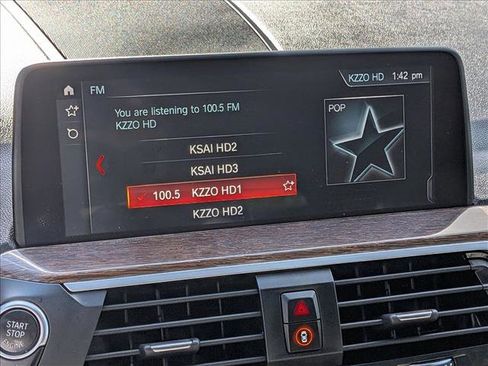 KZZO HD 1:42 pm
FM
You are listening to 100.5 FM
KZZO HD
POP
KSAI HD2
KSAI HD3
100.5 KZZO HD1
KZZO HD2
START
STOP